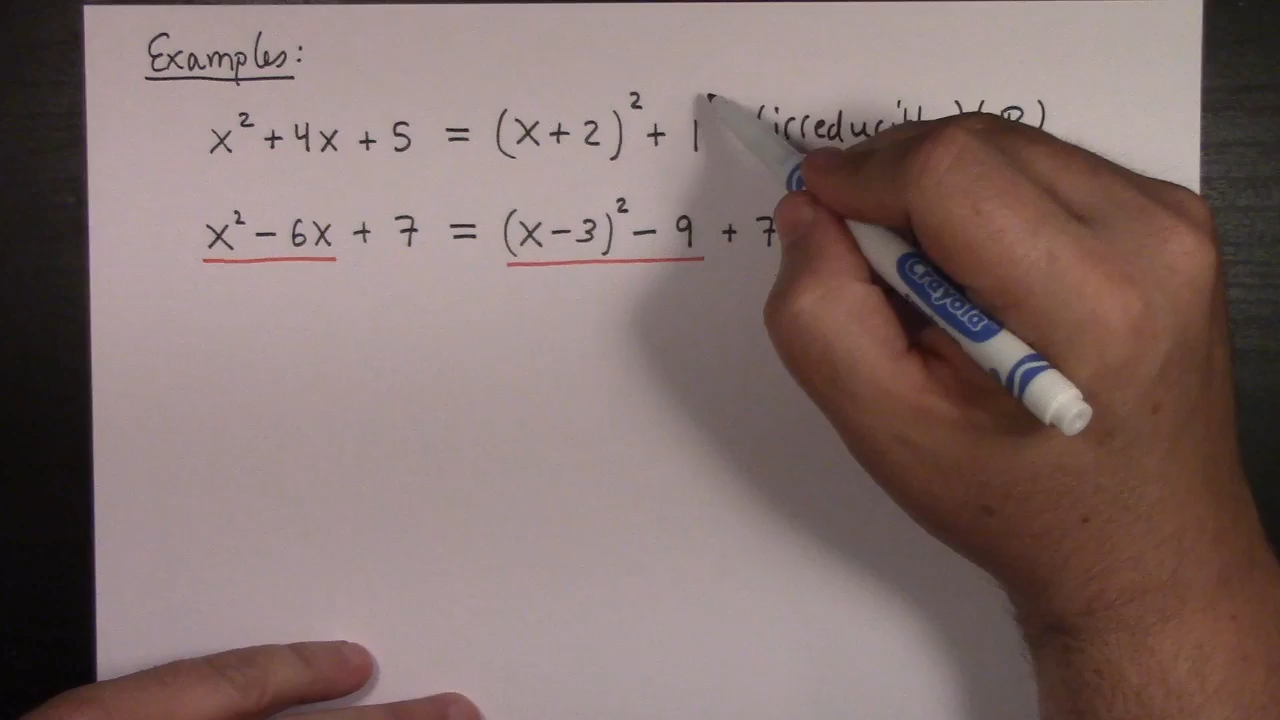 Examples:
x² + 4x + 5 = (x + 2)² + 1
x² − 6x + 7 = (x − 3)² − 9 + 7
Crayola